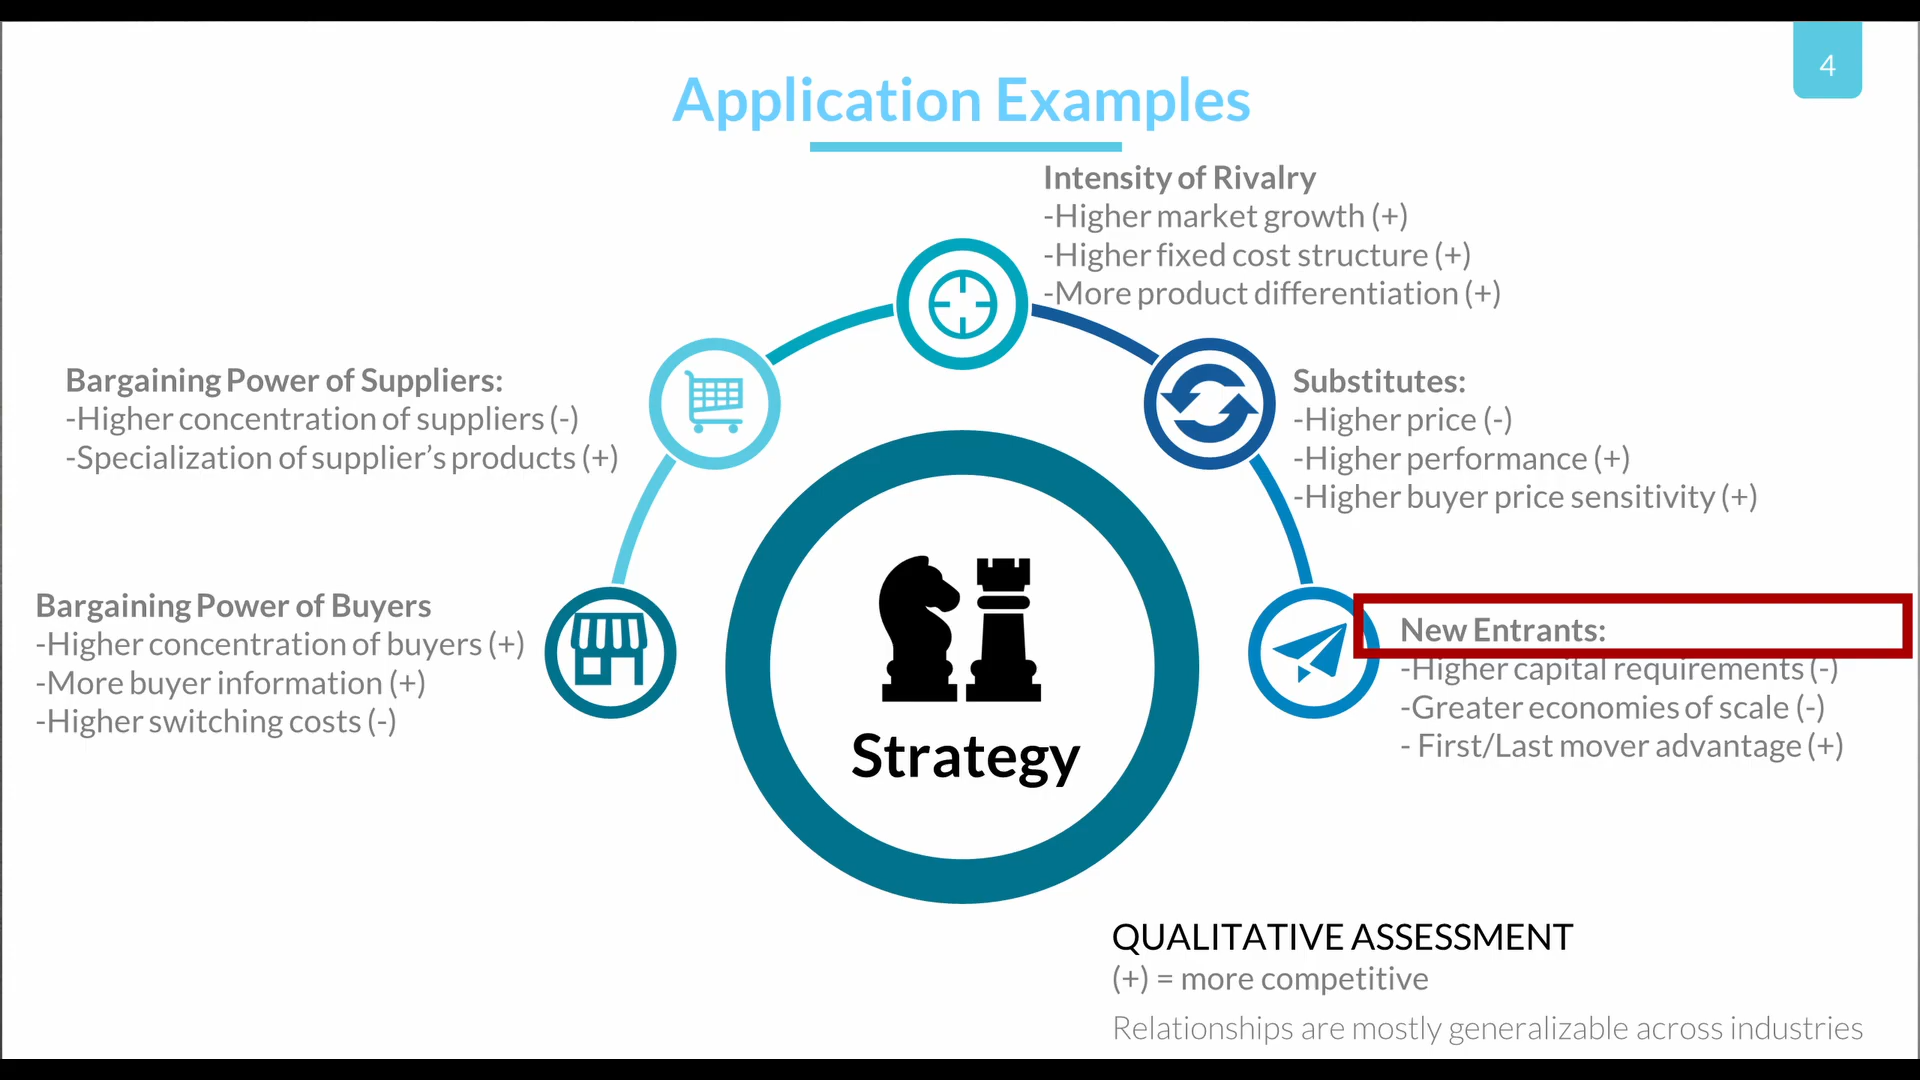 4
Application Examples
Intensity of Rivalry
-Higher market growth (+)
-Higher fixed cost structure (+)
-More product differentiation (+)
Bargaining Power of Suppliers:
-Higher concentration of suppliers (-)
-Specialization of supplier's products (+)
Substitutes:
-Higher price (-)
-Higher performance (+)
-Higher buyer price sensitivity (+)
Bargaining Power of Buyers
-Higher concentration of buyers (+)
-More buyer information (+)
-Higher switching costs (-)
New Entrants:
-Higher capital requirements (-)
-Greater economies of scale (-)
- First/Last mover advantage (+)
Strategy
QUALITATIVE ASSESSMENT
(+) = more competitive
Relationships are mostly generalizable across industries